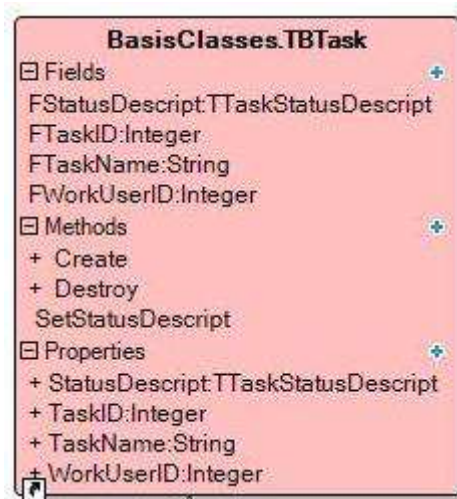 BasisClasses.TBTask
Fields
FStatusDescript:TTaskStatusDescript
FTaskID:Integer
FTaskName:String
FWorkUserID:Integer
Methods
+ Create
+ Destroy
SetStatusDescript
Properties
+ StatusDescript:TTaskStatusDescript
+ TaskID:Integer
+ TaskName:String
+ WorkUserID:Integer